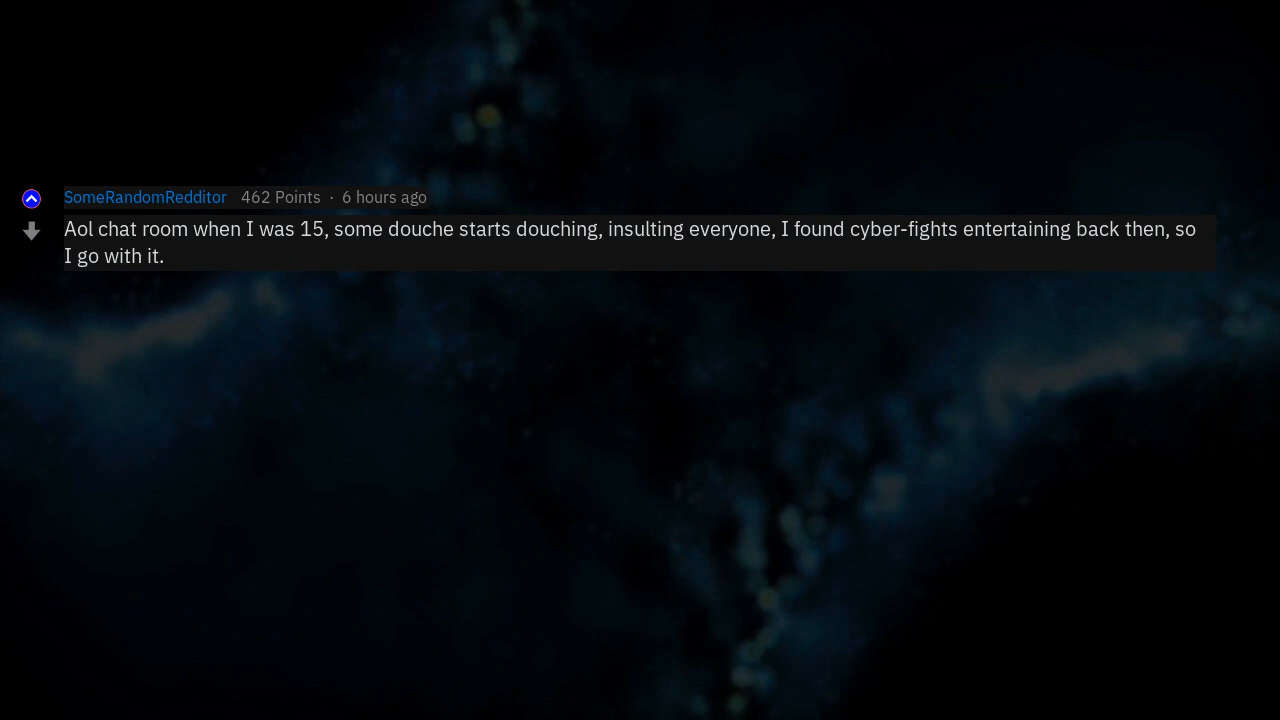 SomeRandomRedditor 462 Points · 6 hours ago
Aol chat room when I was 15, some douche starts douching, insulting everyone, I found cyber-fights entertaining back then, so
I go with it.